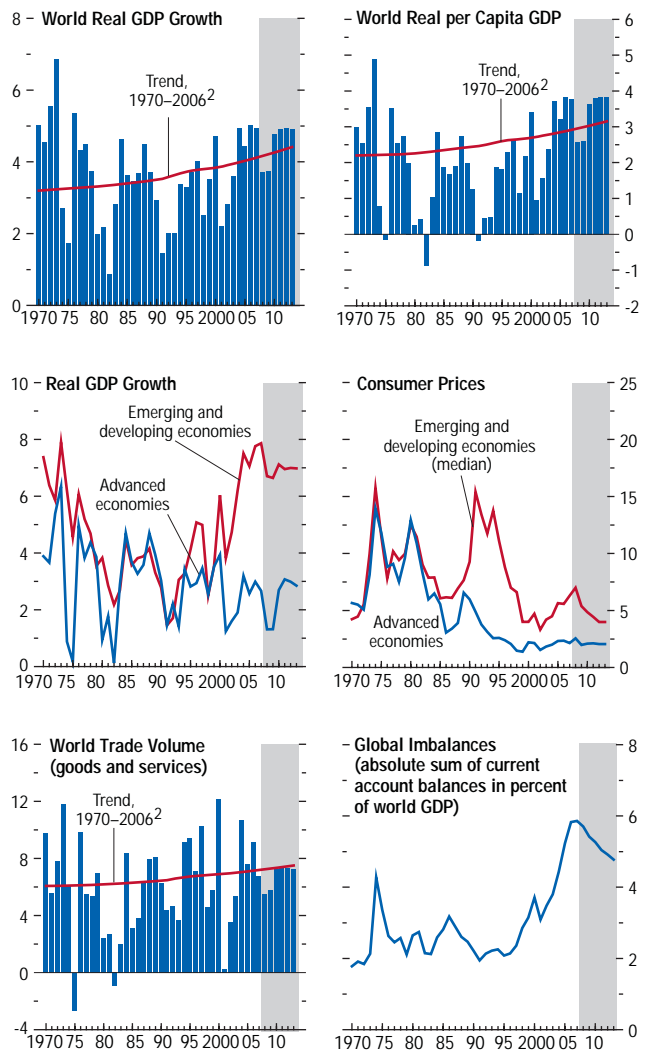 World Real GDP Growth
8
6
4
2
0
Trend,
1970–2006²
1970 75 80 85 90 95 2000 05 10
World Real per Capita GDP
6
5
4
3
2
1
0
-1
-2
Trend,
1970–2006²
1970 75 80 85 90 95 2000 05 10
Real GDP Growth
10
8
6
4
2
0
Emerging and
developing economies
Advanced
economies
1970 75 80 85 90 95 2000 05 10
Consumer Prices
25
20
15
10
5
0
Emerging and
developing economies
(median)
Advanced
economies
1970 75 80 85 90 95 2000 05 10
World Trade Volume
(goods and services)
16
12
8
4
0
-4
Trend,
1970–2006²
1970 75 80 85 90 95 2000 05 10
Global Imbalances
(absolute sum of current
account balances in percent
of world GDP)
8
6
4
2
0
1970 75 80 85 90 95 2000 05 10